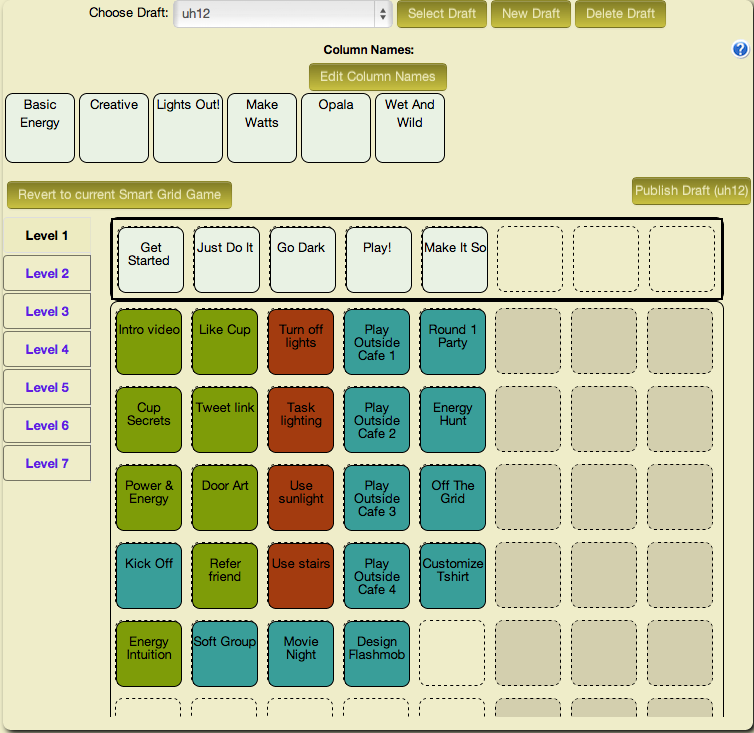 Choose Draft: uh12 Select Draft New Draft Delete Draft
Column Names:
?
Edit Column Names
Basic
Energy
Creative
Lights Out!
Make
Watts
Opala
Wet And
Wild
Revert to current Smart Grid Game
Publish Draft (uh12)
Level 1
Level 2
Level 3
Level 4
Level 5
Level 6
Level 7
Get
Started
Just Do It
Go Dark
Play!
Make It So
Intro video
Like Cup
Turn off
lights
Play
Outside
Cafe 1
Round 1
Party
Cup
Secrets
Tweet link
Task
lighting
Play
Outside
Cafe 2
Energy
Hunt
Power &
Energy
Door Art
Use
sunlight
Play
Outside
Cafe 3
Off The
Grid
Kick Off
Refer
friend
Use stairs
Play
Outside
Cafe 4
Customize
Tshirt
Energy
Intuition
Soft Group
Movie
Night
Design
Flashmob